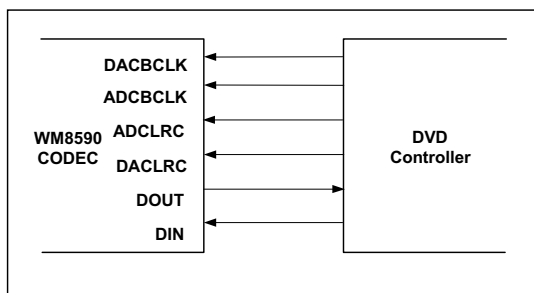 DACBCLK
ADCBCLK
ADCLRC
WM8590
CODEC
DACLRC
DOUT
DIN
DVD
Controller